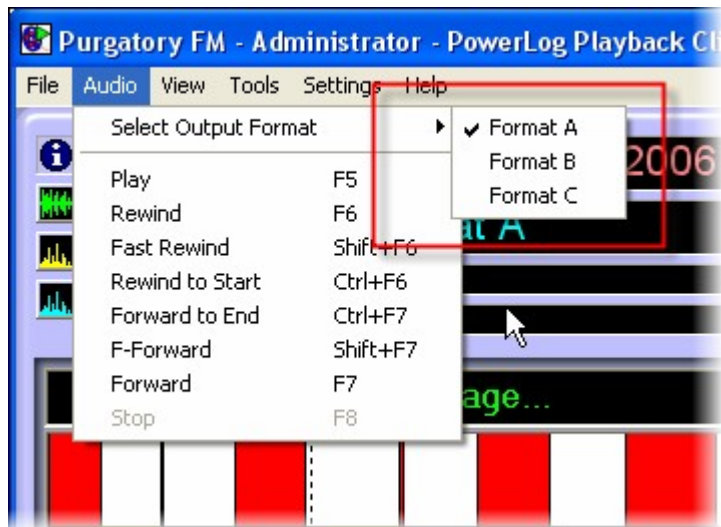 Purgatory FM - Administrator - PowerLog Playback
File Audio View Tools Settings Help
Select Output Format
Format A
Format B
Format C
Play F5
Rewind F6
Fast Rewind Shift+F6
Rewind to Start Ctrl+F6
Forward to End Ctrl+F7
F-Forward Shift+F7
Forward F7
Stop F8
2006
at A
age...